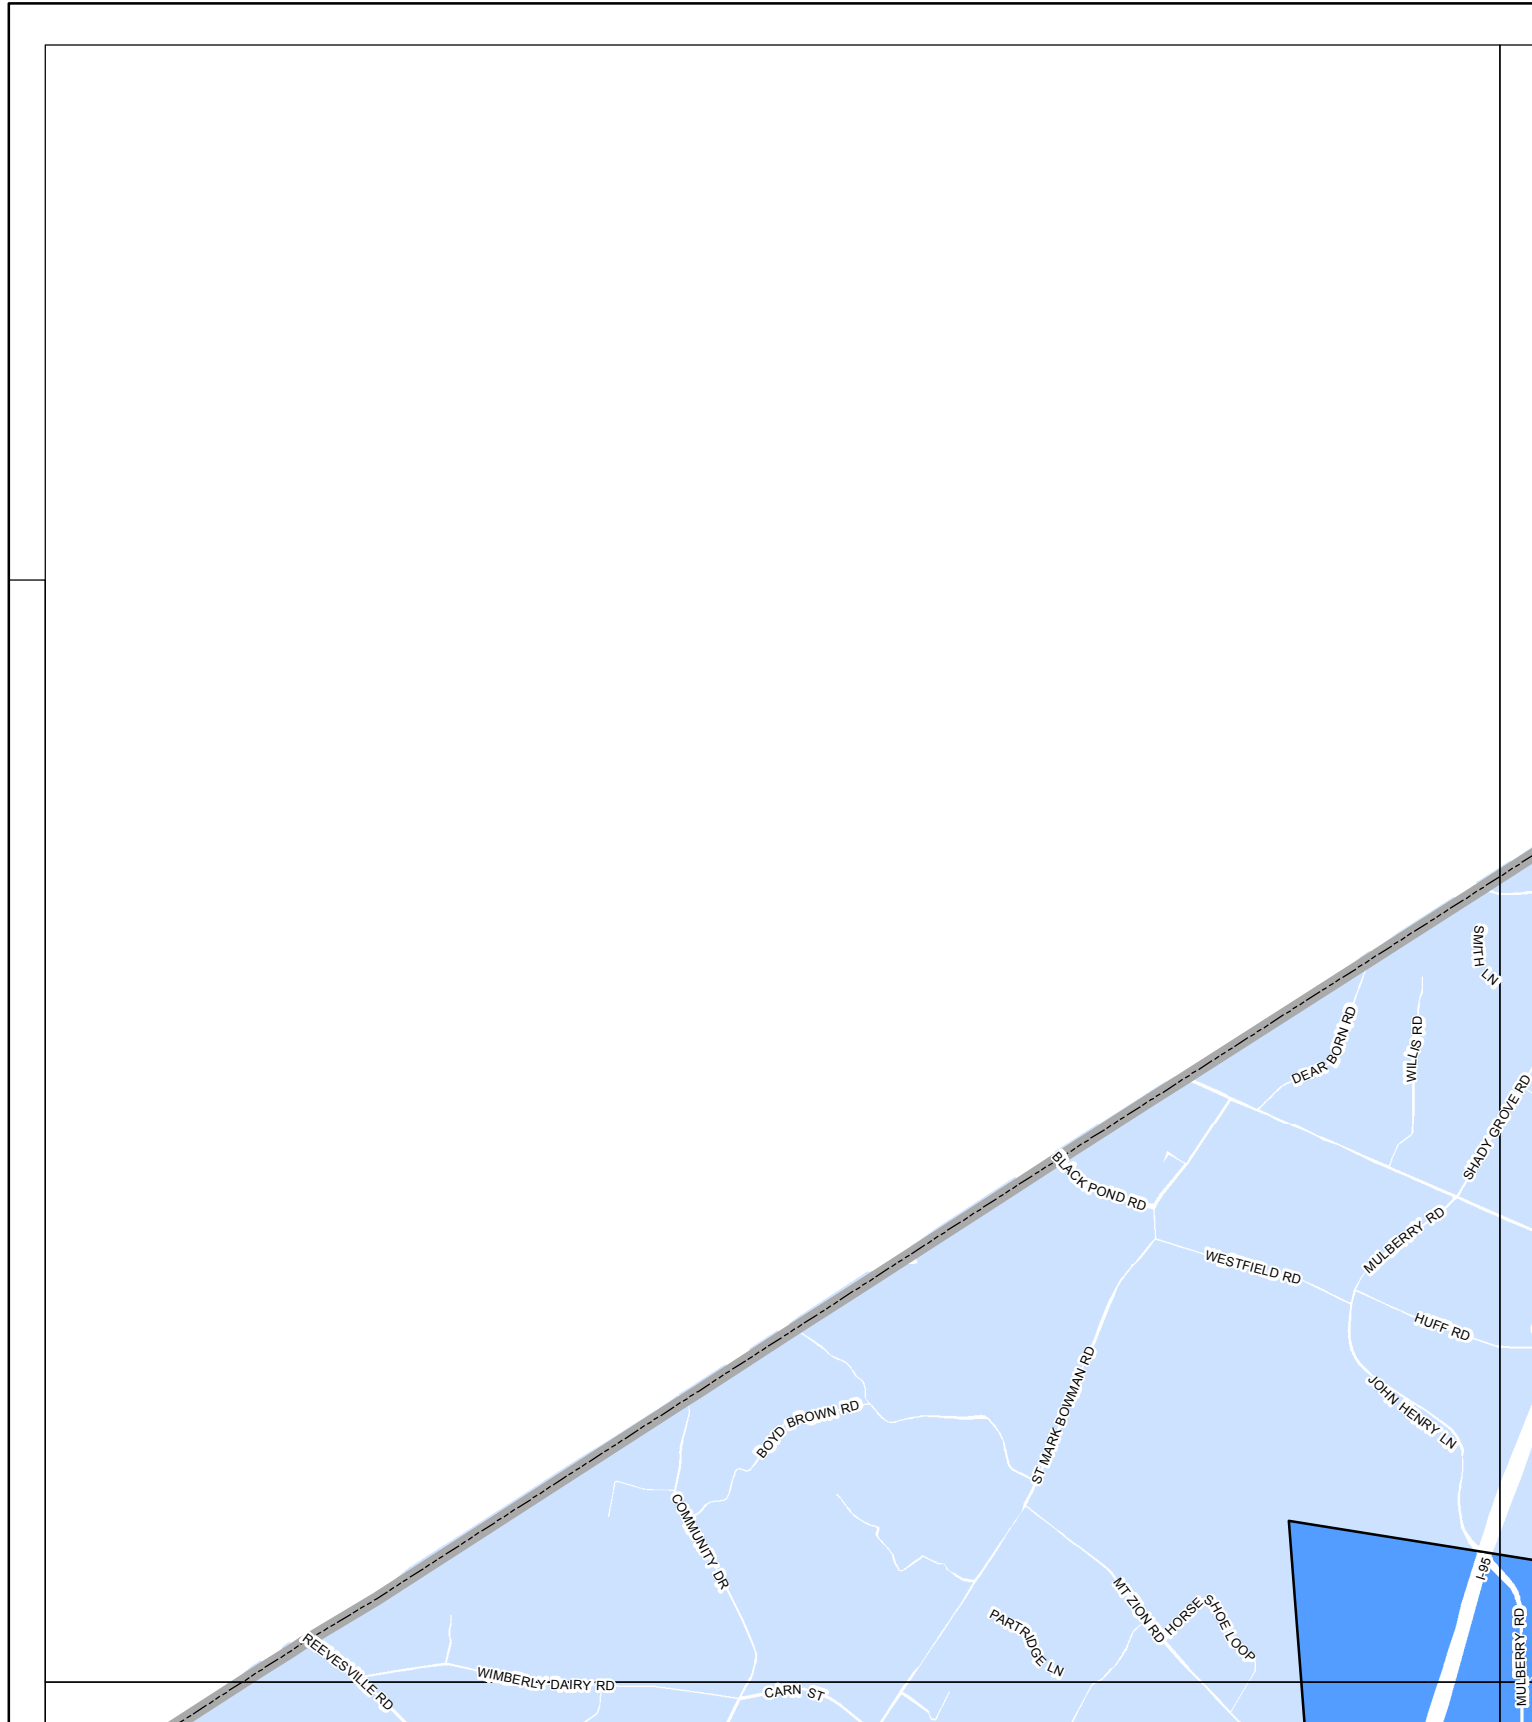 SMITH LN
DEAR BORN RD
WILLIS RD
SHADY GROVE RD
BLACK POND RD
MULBERRY RD
WESTFIELD RD
HUFF RD
ST MARK BOWMAN RD
JOHN HENRY LN
BOYD BROWN RD
COMMUNITY DR
I-95
MT ZION RD
HORSE SHOE LOOP
PARTRIDGE LN
MULBERRY RD
REEVESVILLE RD
WIMBERLY DAIRY RD
CARN ST